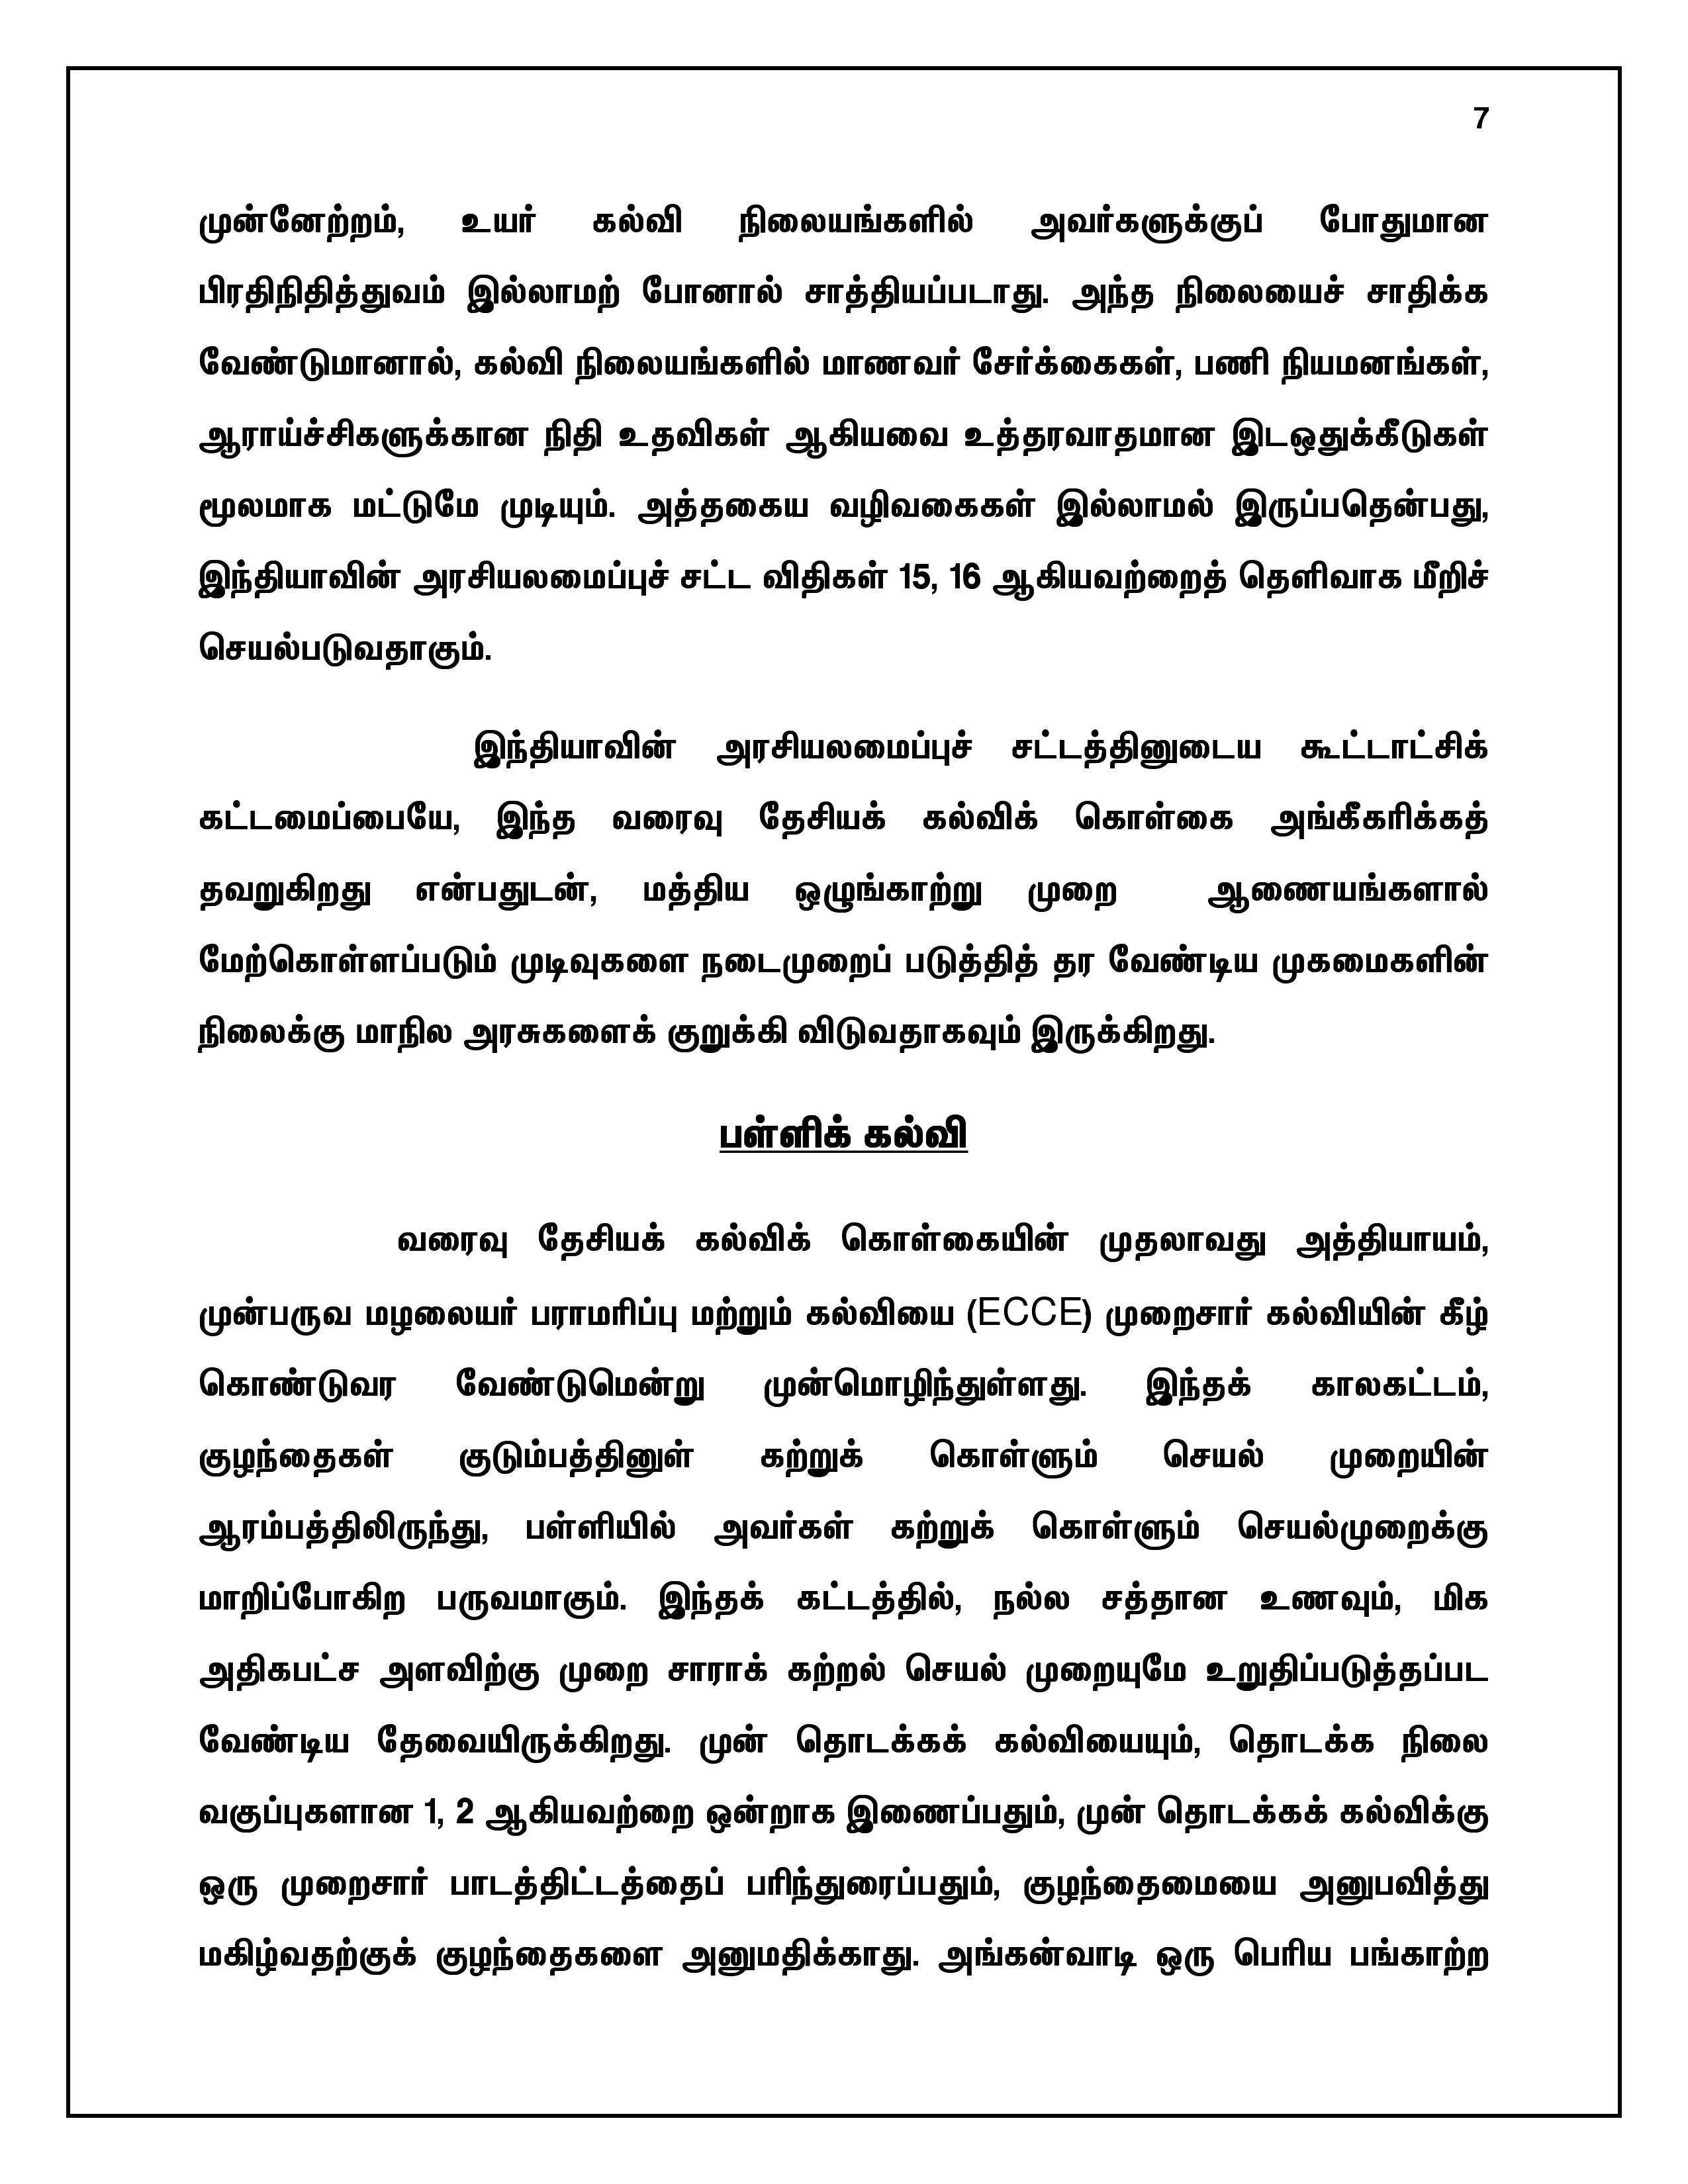 7
முன்னேற்றம், உயர் கல்வி நிலையங்களில் அவர்களுக்குப் போதுமான
பிரதிநிதித்துவம் இல்லாமற் போனால் சாத்தியப்படாது. அந்த நிலையைச் சாதிக்க
வேண்டுமானால், கல்வி நிலையங்களில் மாணவர் சேர்க்கைகள், பணி நியமனங்கள்,
ஆராய்ச்சிகளுக்கான நிதி உதவிகள் ஆகியவை உத்தரவாதமான இடஒதுக்கீடுகள்
மூலமாக மட்டுமே முடியும். அத்தகைய வழிவகைகள் இல்லாமல் இருப்பதென்பது,
இந்தியாவின் அரசியலமைப்புச் சட்ட விதிகள் 15, 16 ஆகியவற்றைத் தெளிவாக மீறிச்
செயல்படுவதாகும்.
இந்தியாவின் அரசியலமைப்புச் சட்டத்தினுடைய கூட்டாட்சிக்
கட்டமைப்பையே, இந்த வரைவு தேசியக் கல்விக் கொள்கை அங்கீகரிக்கத்
தவறுகிறது என்பதுடன், மத்திய ஒழுங்காற்று முறை ஆணையங்களால்
மேற்கொள்ளப்படும் முடிவுகளை நடைமுறைப் படுத்தித் தர வேண்டிய முகமைகளின்
நிலைக்கு மாநில அரசுகளைக் குறுக்கி விடுவதாகவும் இருக்கிறது.
பள்ளிக் கல்வி
வரைவு தேசியக் கல்விக் கொள்கையின் முதலாவது அத்தியாயம்,
முன்பருவ மழலையர் பராமரிப்பு மற்றும் கல்வியை (ECCE) முறைசார் கல்வியின் கீழ்
கொண்டுவர வேண்டுமென்று முன்மொழிந்துள்ளது. இந்தக் காலகட்டம்,
குழந்தைகள் குடும்பத்தினுள் கற்றுக் கொள்ளும் செயல் முறையின்
ஆரம்பத்திலிருந்து, பள்ளியில் அவர்கள் கற்றுக் கொள்ளும் செயல்முறைக்கு
மாறிப்போகிற பருவமாகும். இந்தக் கட்டத்தில், நல்ல சத்தான உணவும், மிக
அதிகபட்ச அளவிற்கு முறை சாராக் கற்றல் செயல் முறையுமே உறுதிப்படுத்தப்பட
வேண்டிய தேவையிருக்கிறது. முன் தொடக்கக் கல்வியையும், தொடக்க நிலை
வகுப்புகளான 1, 2 ஆகியவற்றை ஒன்றாக இணைப்பதும், முன் தொடக்கக் கல்விக்கு
ஒரு முறைசார் பாடத்திட்டத்தைப் பரிந்துரைப்பதும், குழந்தைமையை அனுபவித்து
மகிழ்வதற்குக் குழந்தைகளை அனுமதிக்காது. அங்கன்வாடி ஒரு பெரிய பங்காற்ற